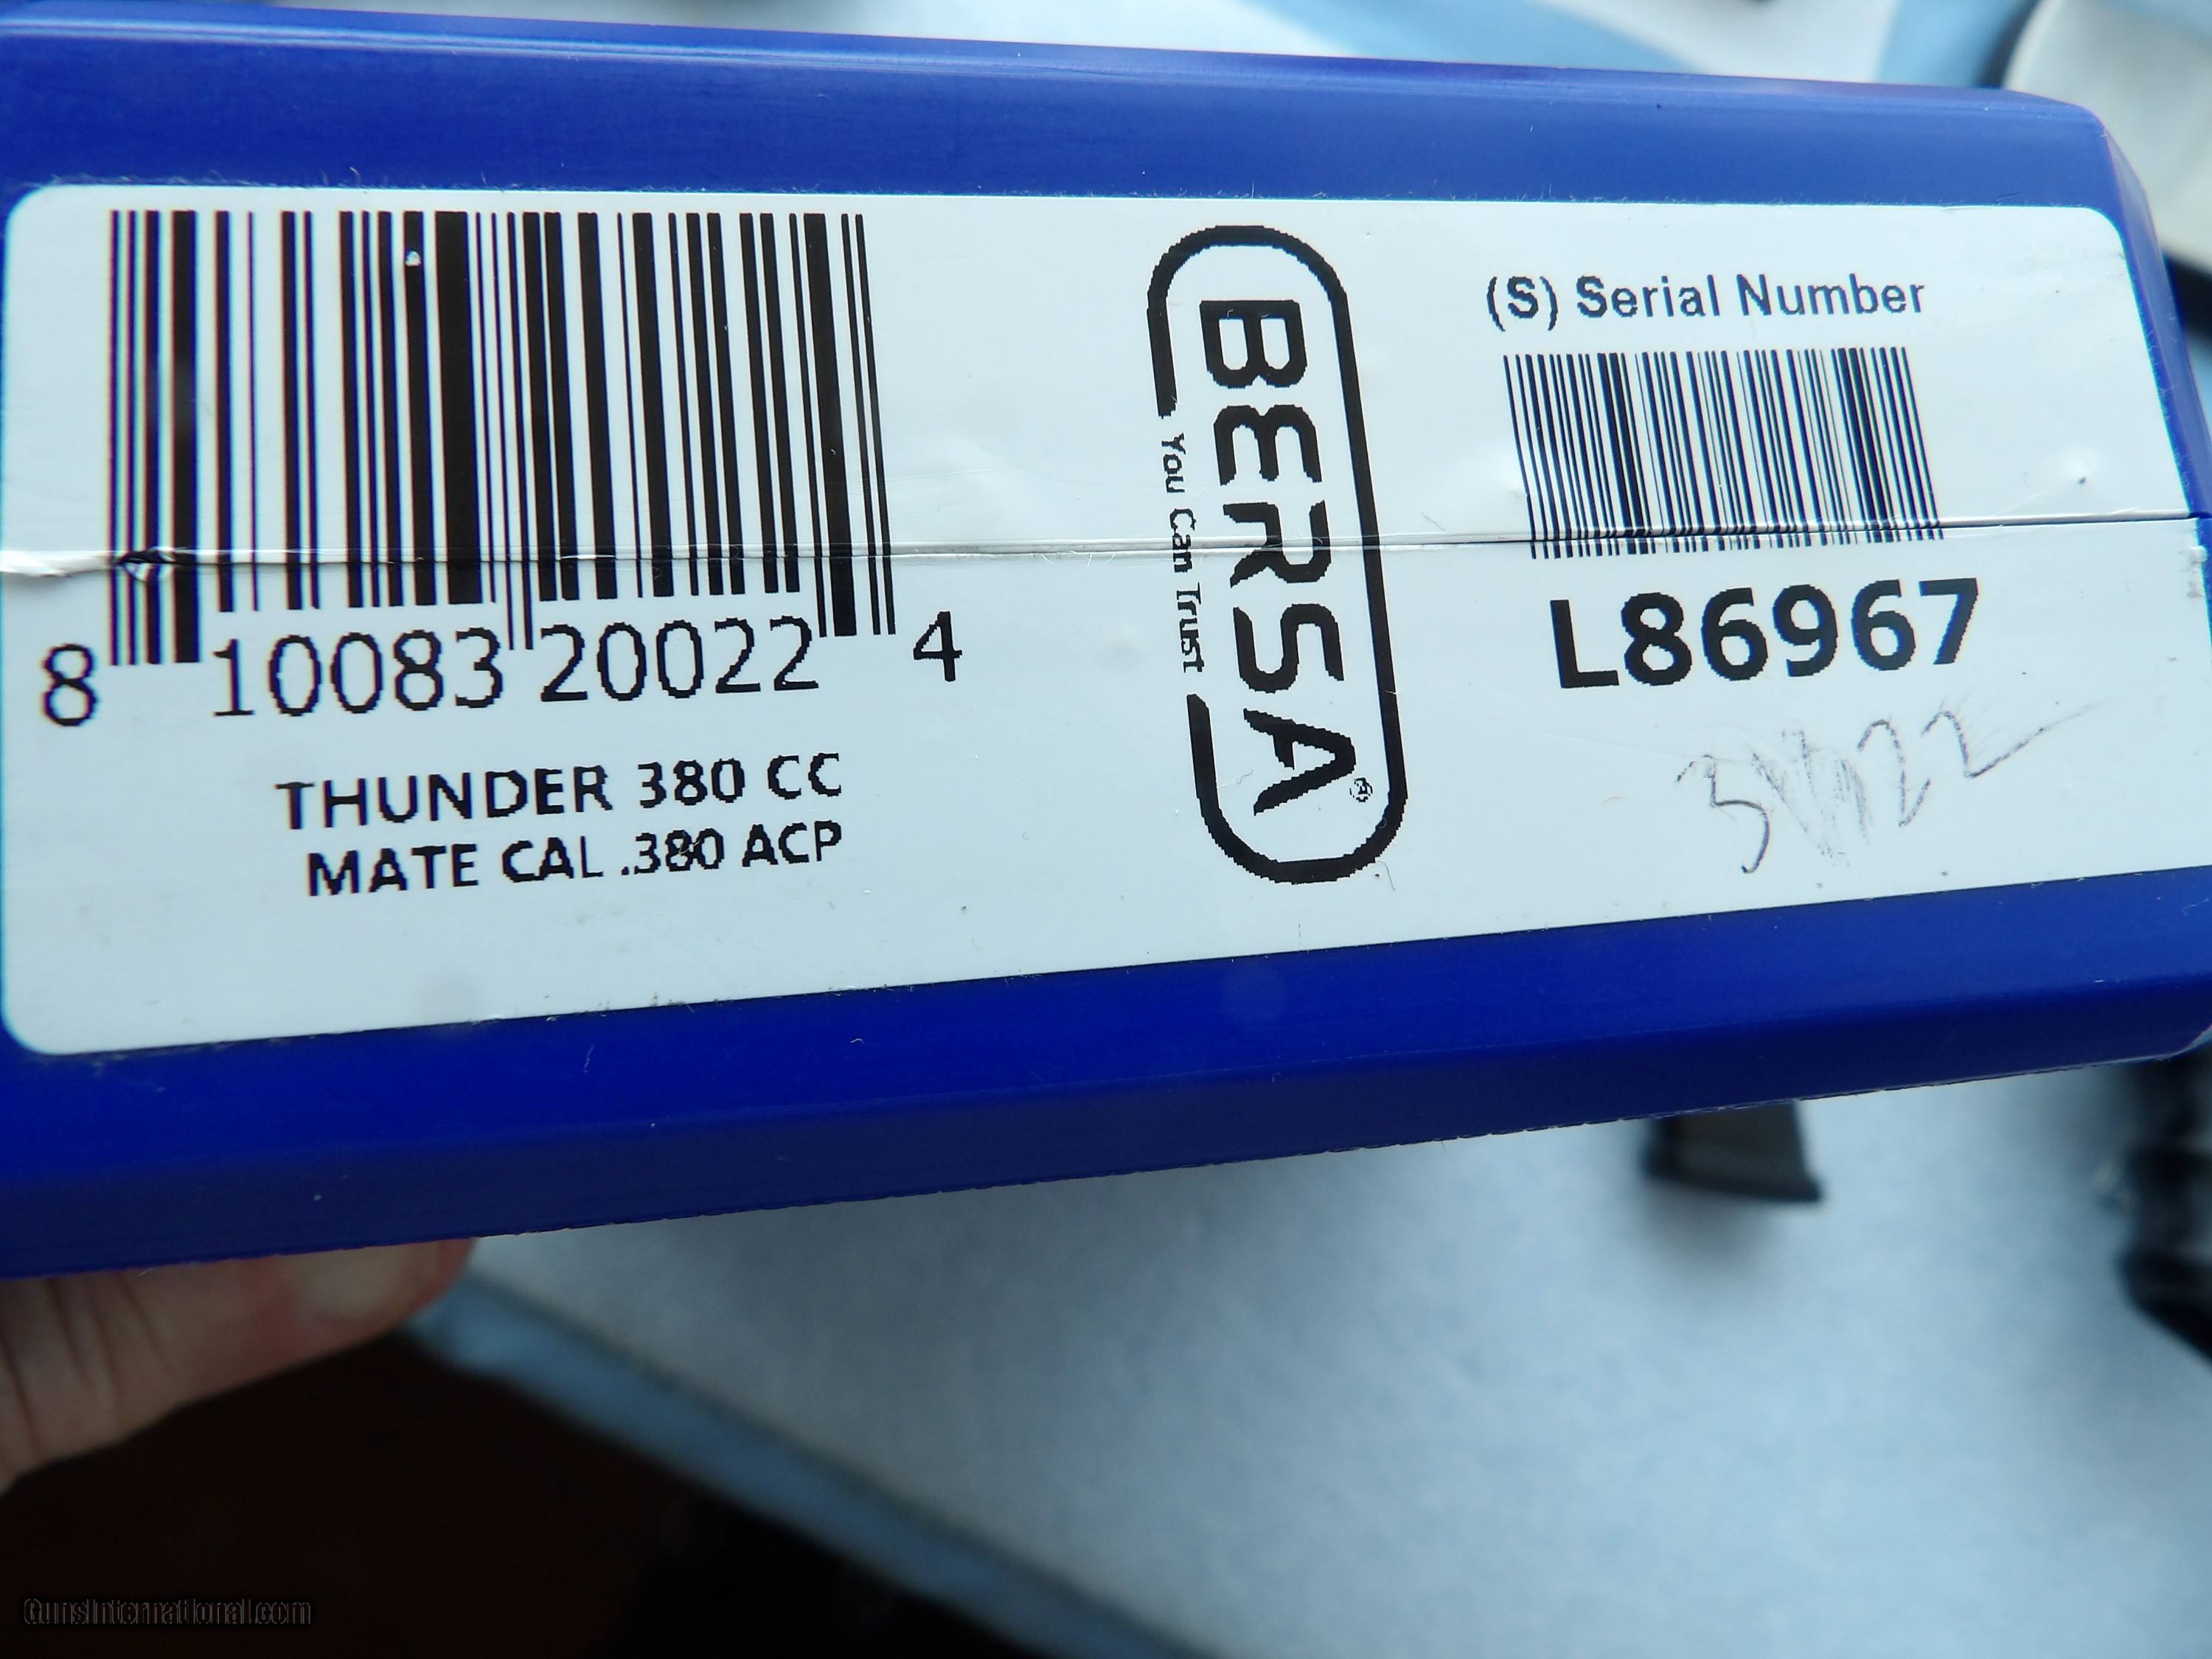 8 10083 20022 4
THUNDER 380 CC
MATE CAL .380 ACP
BERSA®
You Can Trust
(S) Serial Number
L86967
GunsInternational.com